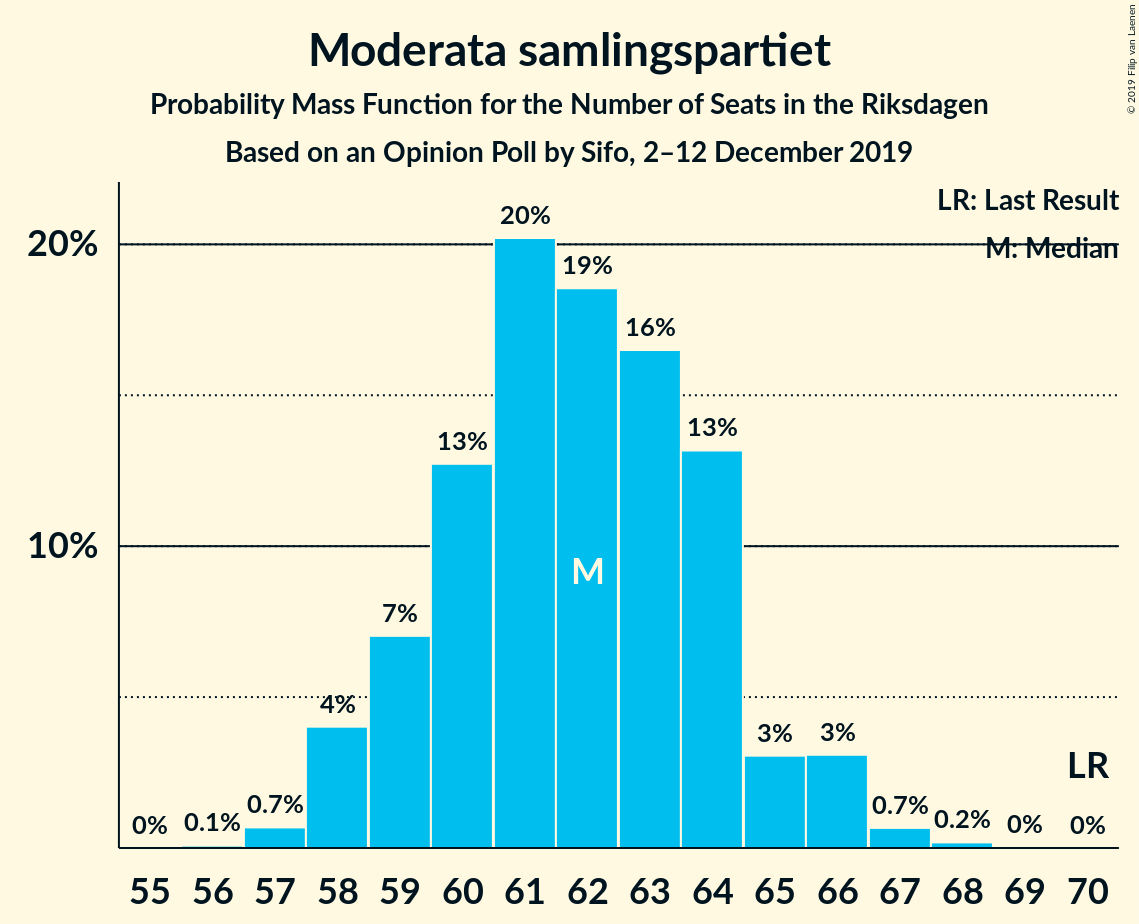 Moderata samlingspartiet
Probability Mass Function for the Number of Seats in the Riksdagen
Based on an Opinion Poll by Sifo, 2–12 December 2019
© 2019 Filip van Laenen
LR: Last Result
M: Median
20%
10%
0%
0.1%
0.7%
4%
7%
13%
20%
19%
16%
13%
3%
3%
0.7%
0.2%
0%
0%
M
LR
55 56 57 58 59 60 61 62 63 64 65 66 67 68 69 70